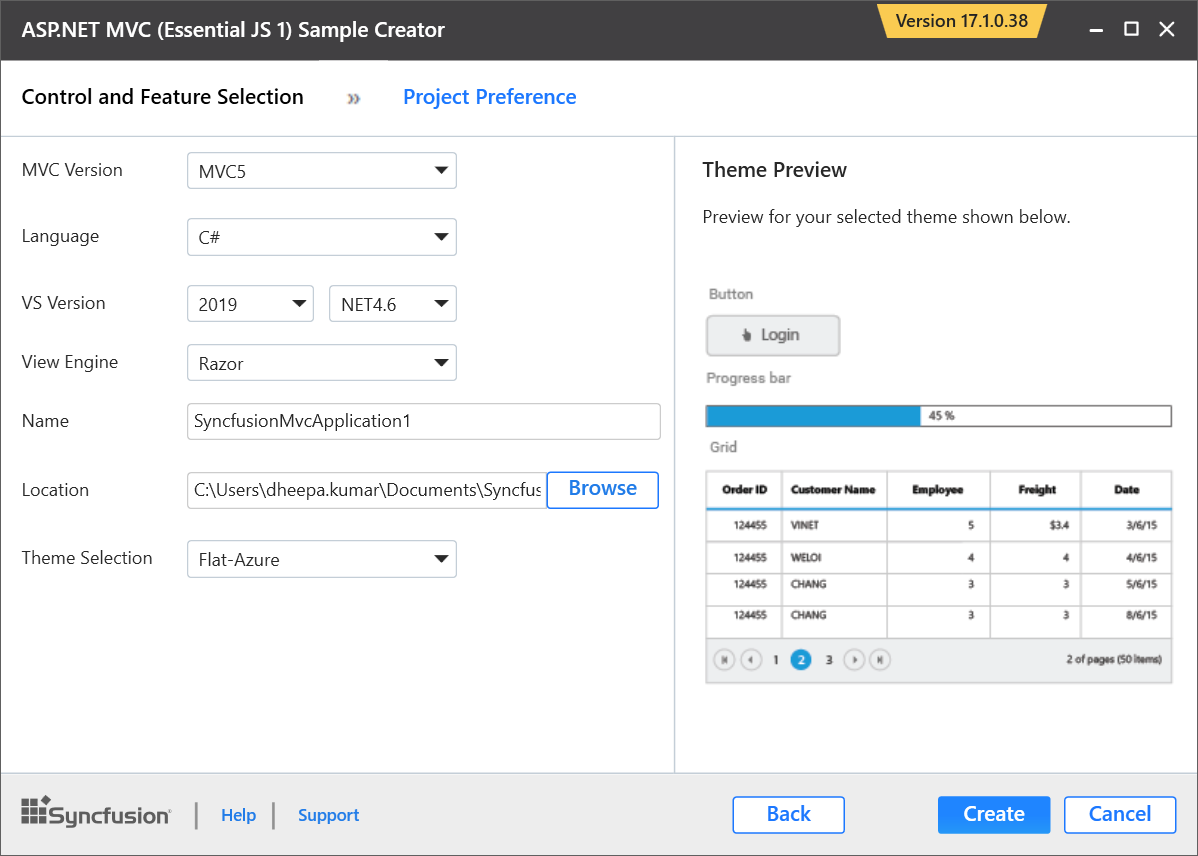 ASP.NET MVC (Essential JS 1) Sample Creator
Version 17.1.0.38
Control and Feature Selection » Project Preference
MVC Version MVC5
Language C#
VS Version 2019 NET4.6
View Engine Razor
Name SyncfusionMvcApplication1
Location C:\Users\dheepa.kumar\Documents\Syncfus Browse
Theme Selection Flat-Azure
Theme Preview
Preview for your selected theme shown below.
Button
Login
Progress bar
45 %
Grid
Order ID Customer Name Employee Freight Date
124455 VINET 5 $3.4 3/6/15
124455 WELOI 4 4 4/6/15
124455 CHANG 3 3 5/6/15
124455 CHANG 3 3 8/6/15
1 2 3 2 of pages (50 items)
Syncfusion | Help | Support
Back Create Cancel